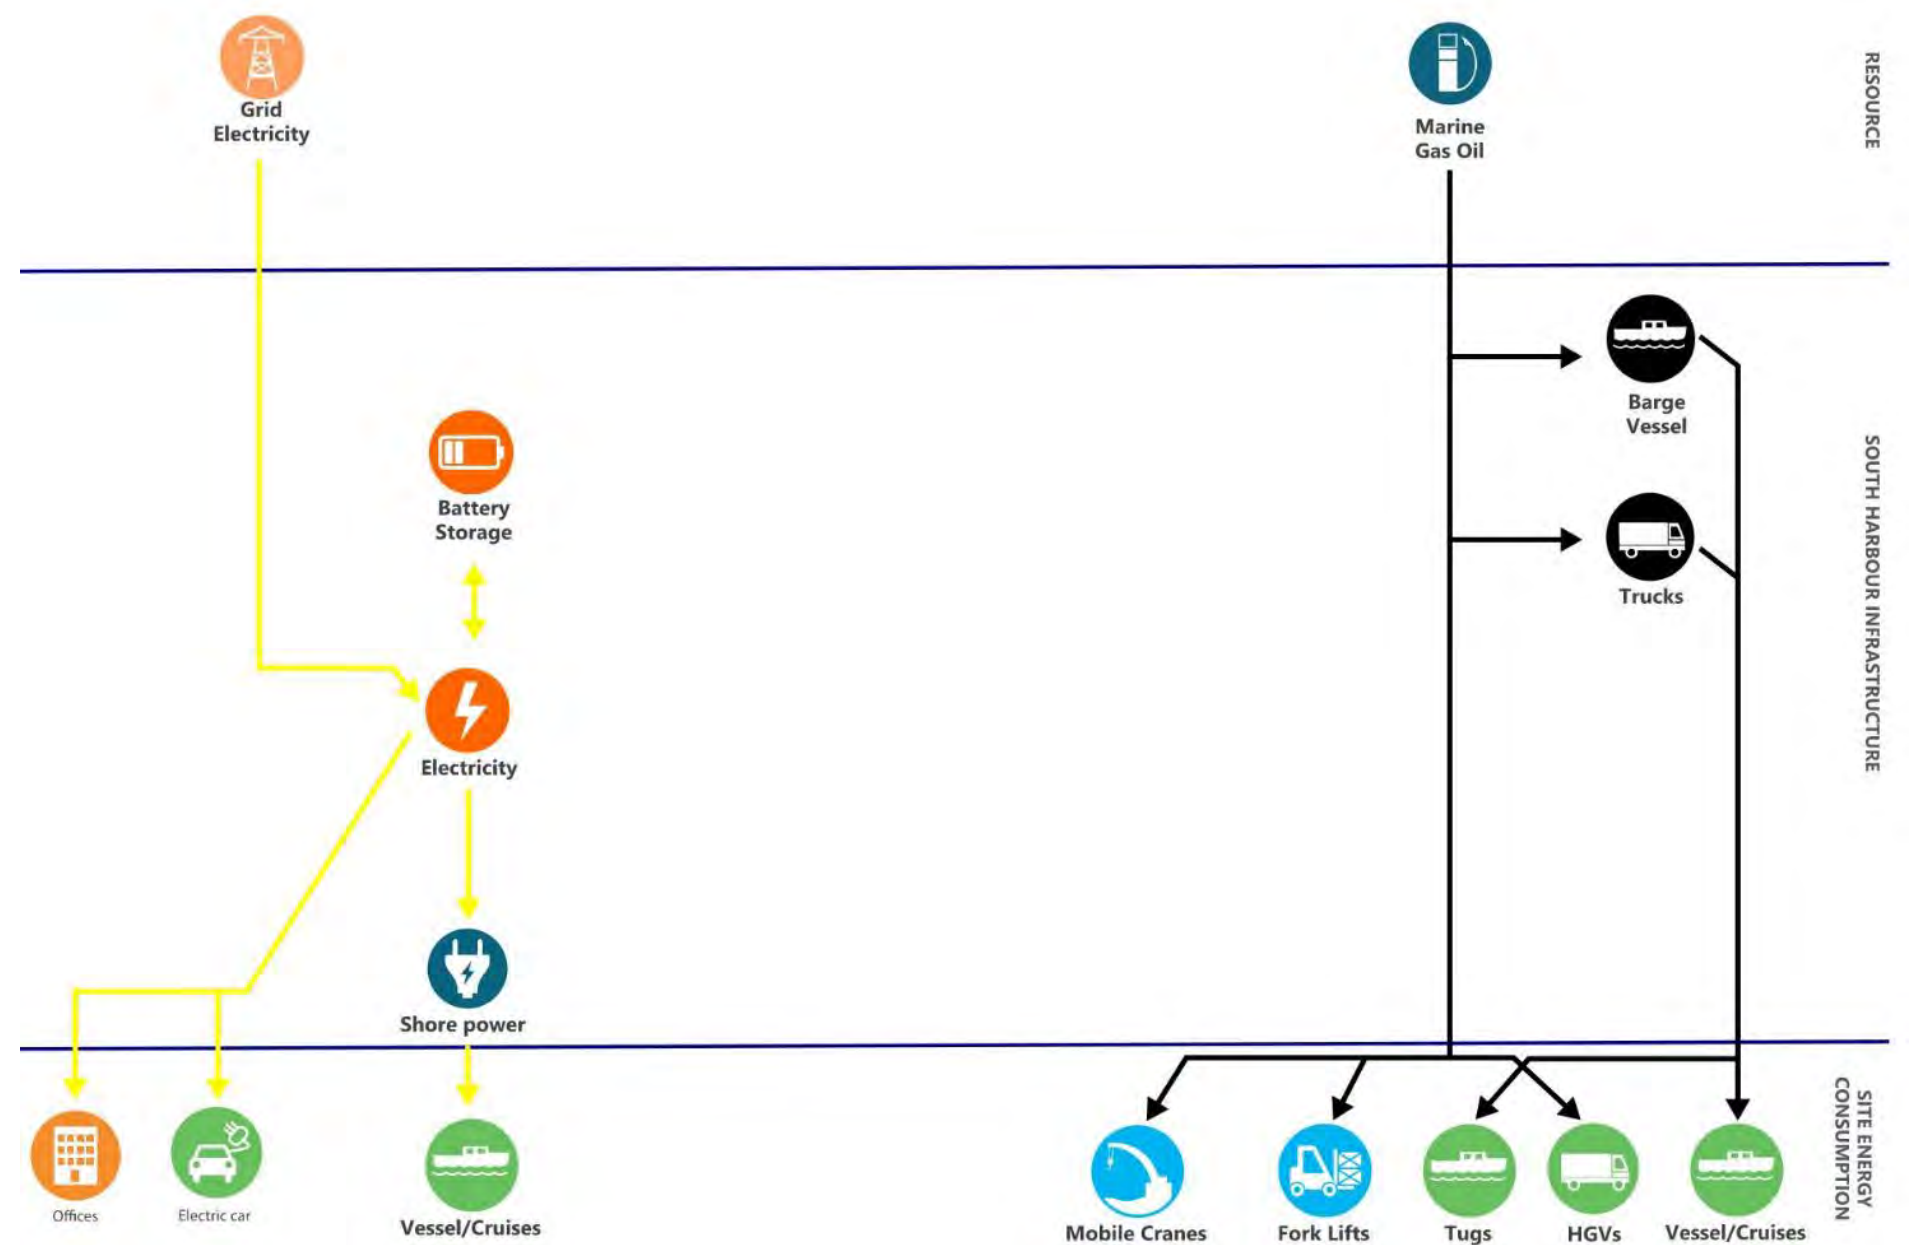 Grid
Electricity
Marine
Gas Oil
RESOURCE
Barge
Vessel
Battery
Storage
Trucks
Electricity
SOUTH HARBOUR INFRASTRUCTURE
Shore power
Offices
Electric car
Vessel/Cruises
Mobile Cranes
Fork Lifts
Tugs
HGVs
Vessel/Cruises
SITE ENERGY
CONSUMPTION